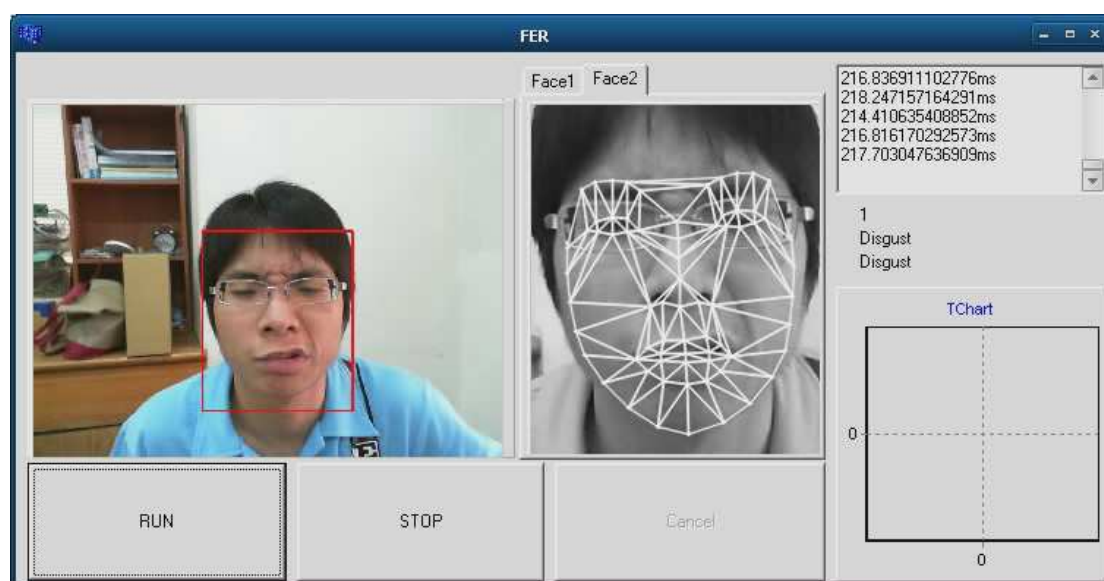 FER
Face1 Face2
216.836911102776ms
218.247157164291ms
214.410635408852ms
216.816170292573ms
217.703047636909ms
1
Disgust
Disgust
TChart
0
0
RUN
STOP
Cancel